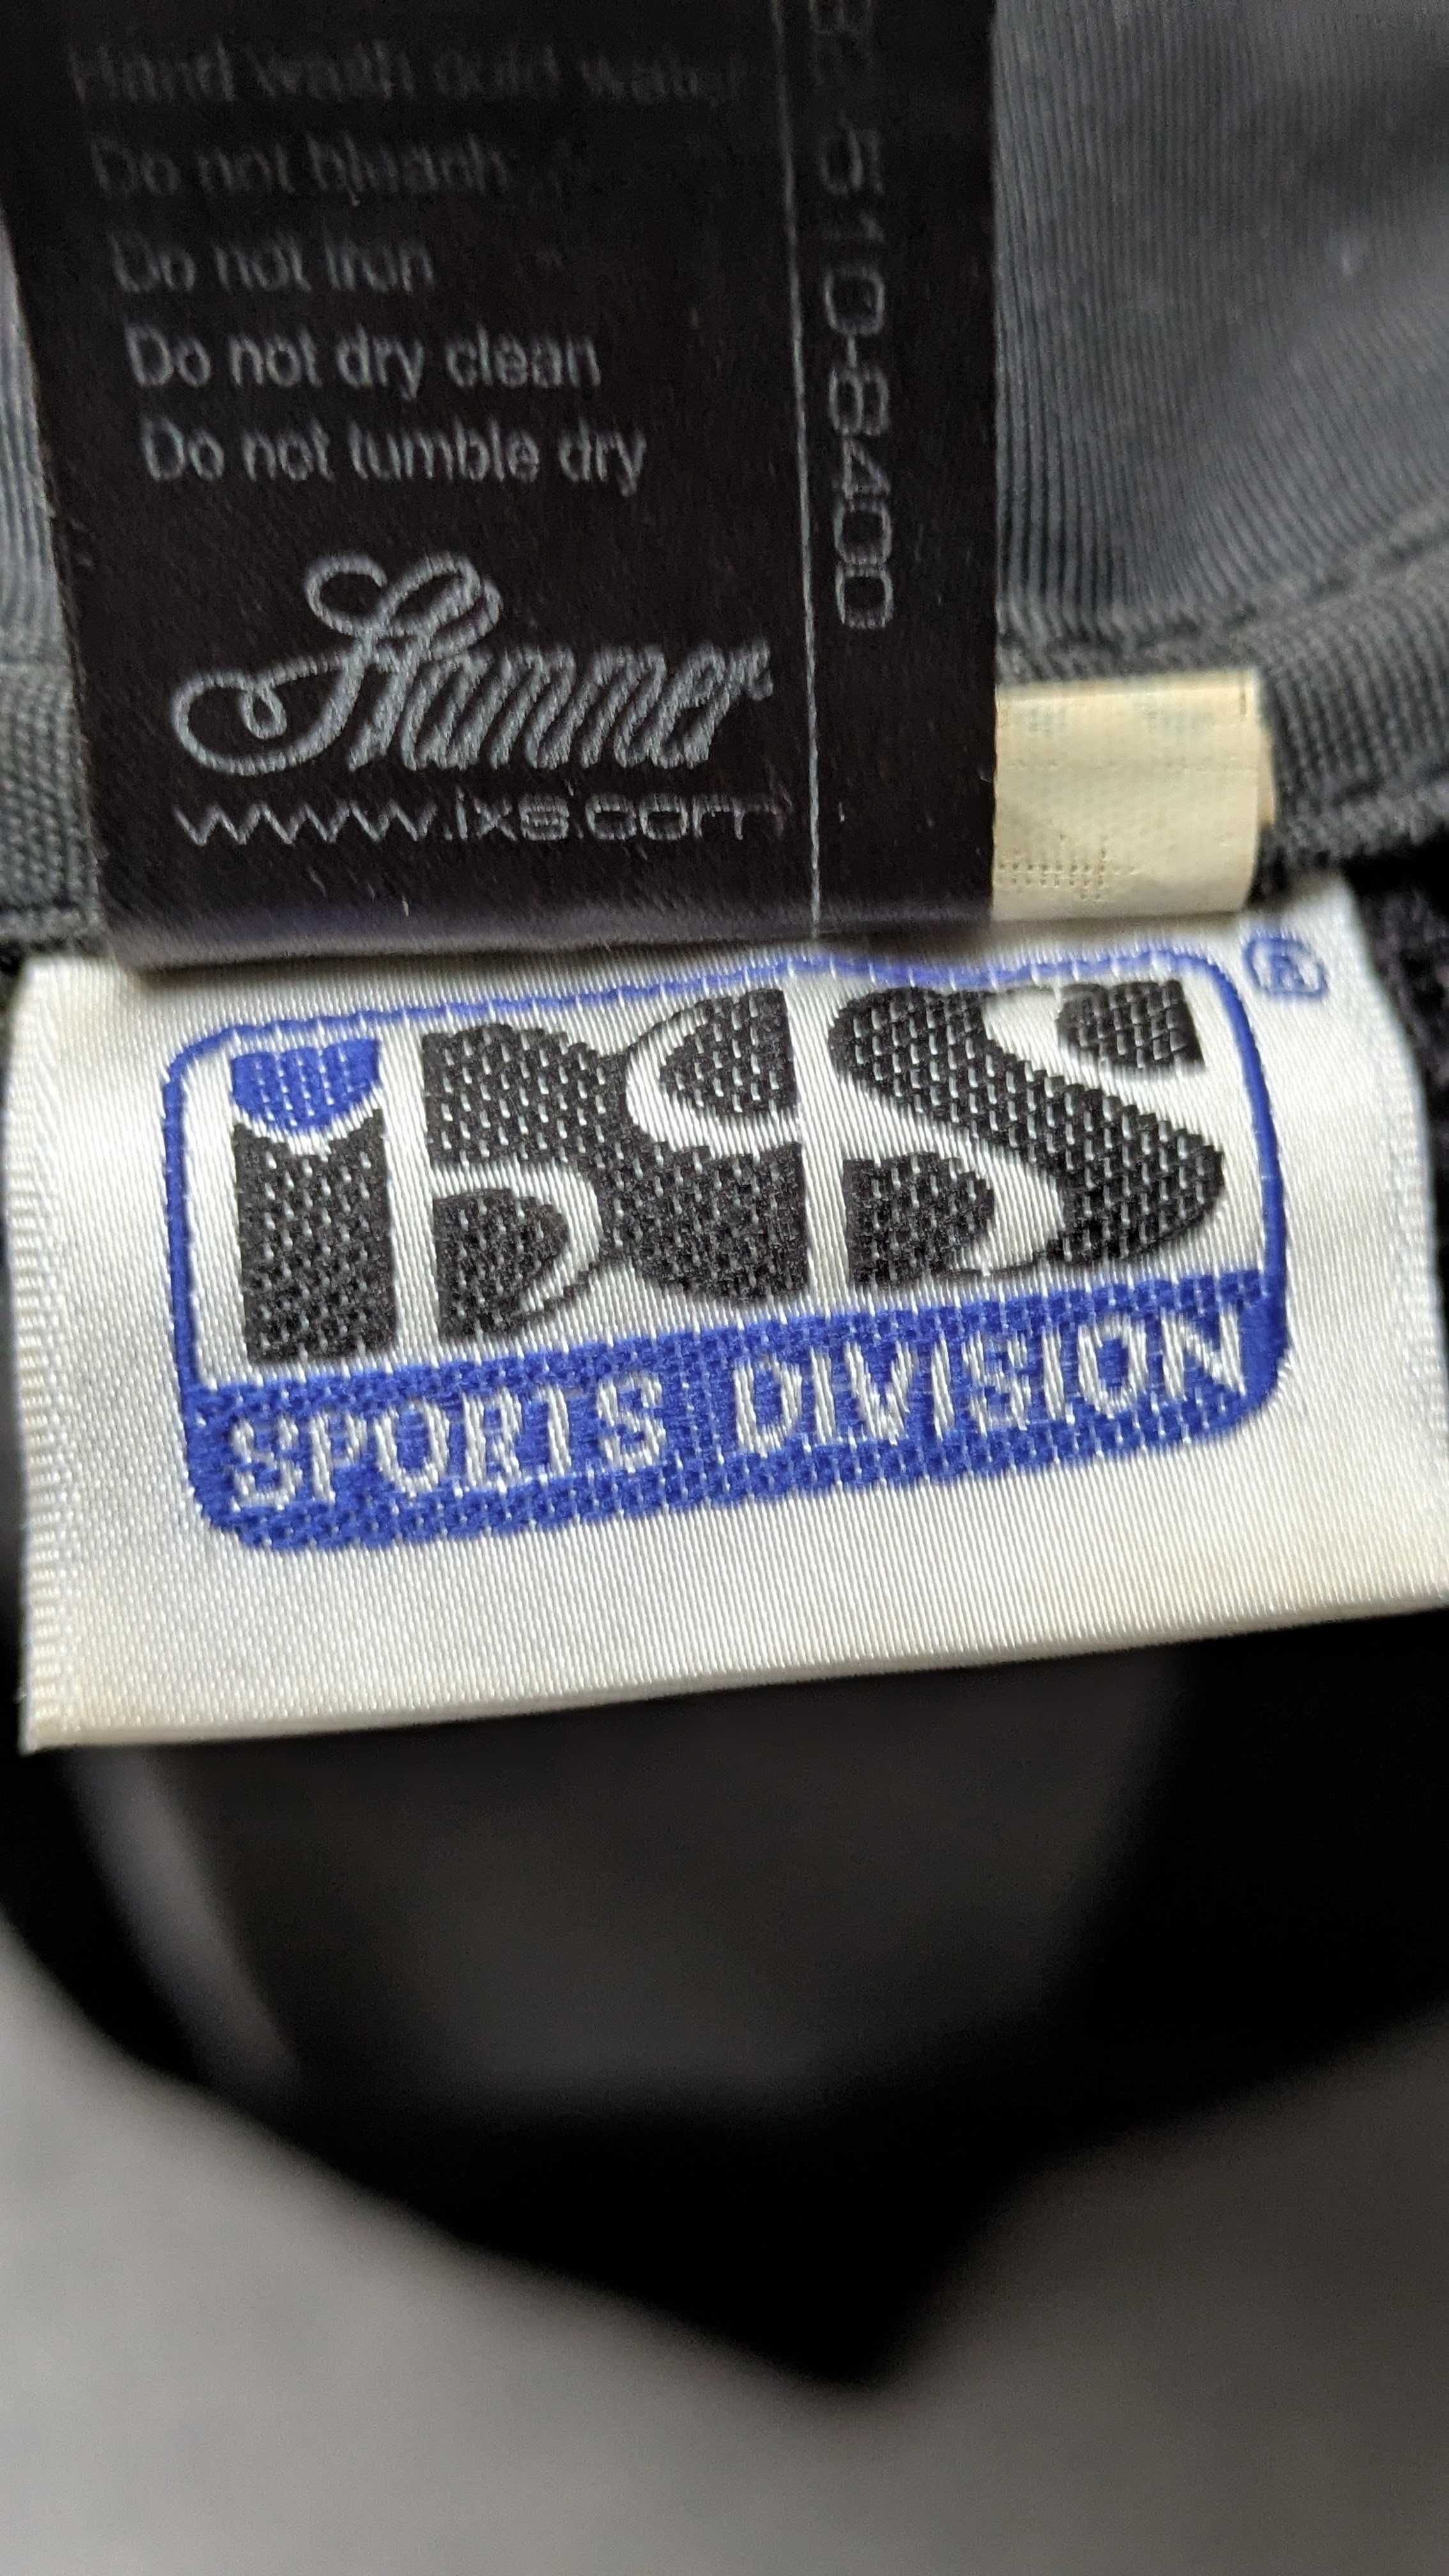 Hand wash cold water
Do not bleach
Do not iron
Do not dry clean
Do not tumble dry
Slammer
www.ixs.com
510-8400
iXS ®
SPORTS DIVISION